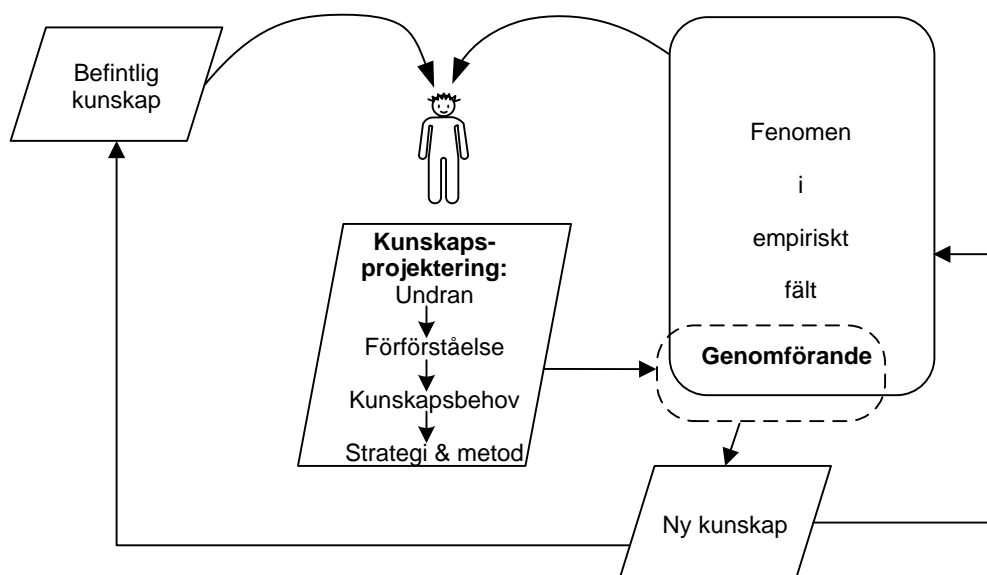 Befintlig
kunskap
Fenomen
i
empiriskt
fält
Kunskaps-
projektering:
Undran
Förförståelse
Kunskapsbehov
Strategi & metod
Genomförande
Ny kunskap